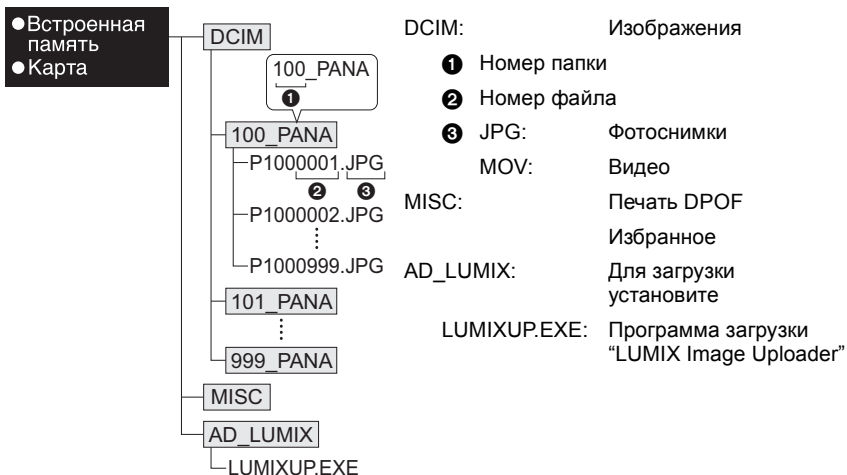 ●Встроенная
память
●Карта
DCIM
100_PANA
❶
100_PANA
P1000001.JPG
❷ ❸
P1000002.JPG
P1000999.JPG
101_PANA
999_PANA
MISC
AD_LUMIX
LUMIXUP.EXE
DCIM: Изображения
❶ Номер папки
❷ Номер файла
❸ JPG: Фотоснимки
MOV: Видео
MISC: Печать DPOF
Избранное
AD_LUMIX: Для загрузки
установите
LUMIXUP.EXE: Программа загрузки
“LUMIX Image Uploader”